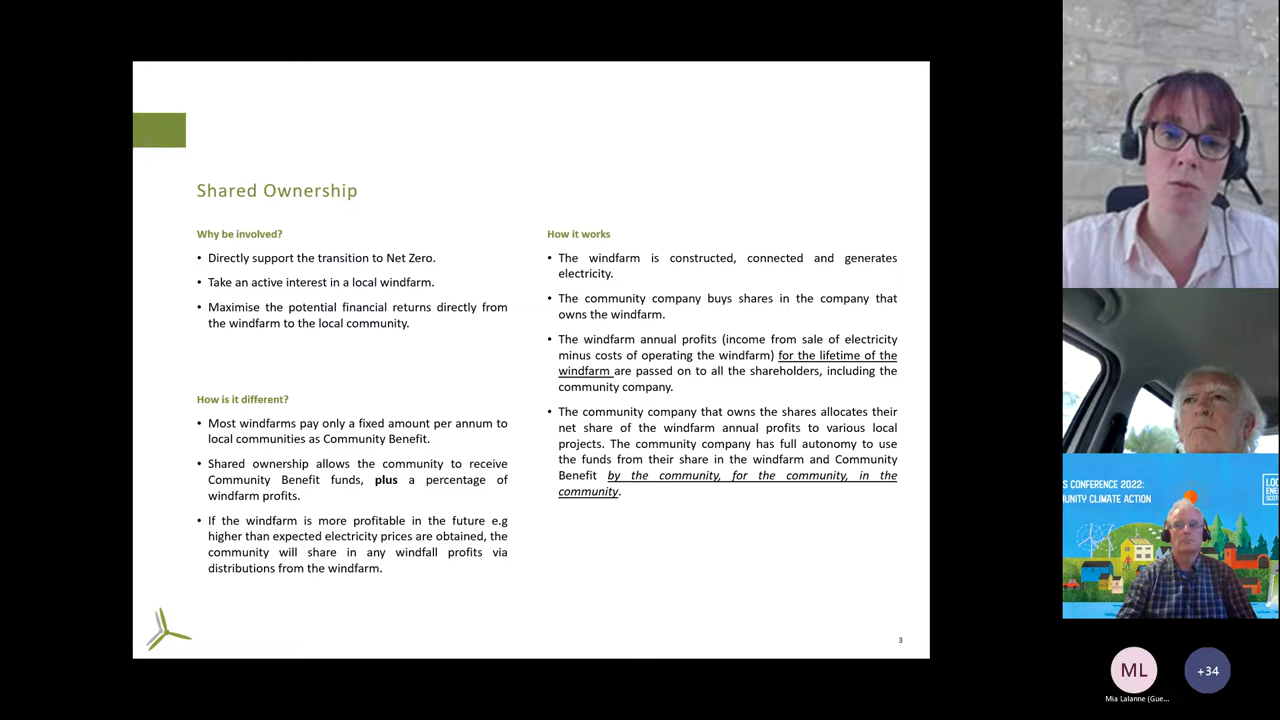 Shared Ownership
Why be involved?
• Directly support the transition to Net Zero.
• Take an active interest in a local windfarm.
• Maximise the potential financial returns directly from
the windfarm to the local community.
How is it different?
• Most windfarms pay only a fixed amount per annum to
local communities as Community Benefit.
• Shared ownership allows the community to receive
Community Benefit funds, plus a percentage of
windfarm profits.
• If the windfarm is more profitable in the future e.g
higher than expected electricity prices are obtained, the
community will share in any windfall profits via
distributions from the windfarm.
How it works
• The windfarm is constructed, connected and generates
electricity.
• The community company buys shares in the company that
owns the windfarm.
• The windfarm annual profits (income from sale of electricity
minus costs of operating the windfarm) for the lifetime of the
windfarm are passed on to all the shareholders, including the
community company.
• The community company that owns the shares allocates their
net share of the windfarm annual profits to various local
projects. The community company has full autonomy to use
the funds from their share in the windfarm and Community
Benefit by the community, for the community, in the
community.
3
S CONFERENCE 2022:
UNITY CLIMATE ACTION
LOC
ENE
SCOT
ML
+34
Mia Lalanne (Gue...